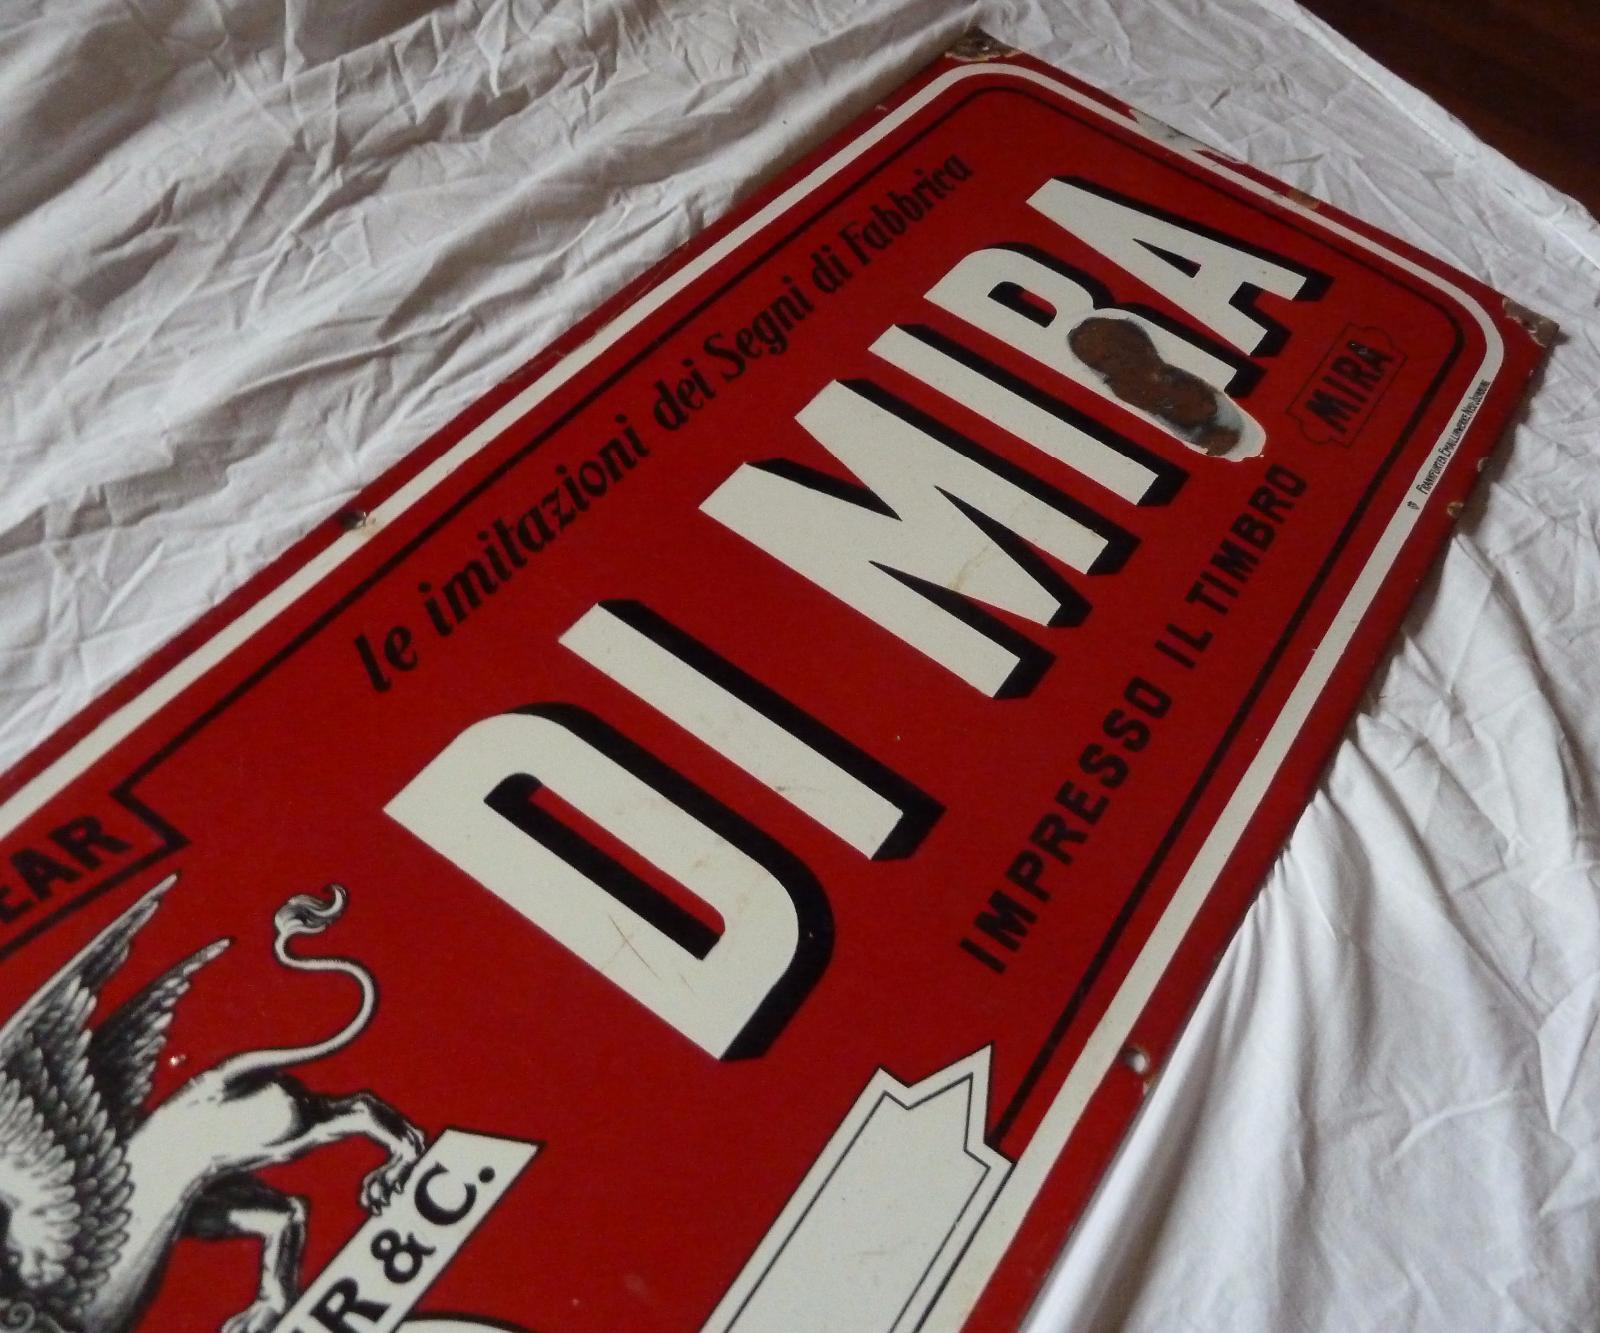 le imitazioni dei Segni di Fabbrica
DI MIRA
IMPRESSO IL TIMBRO MIRA
EAR
R & C.